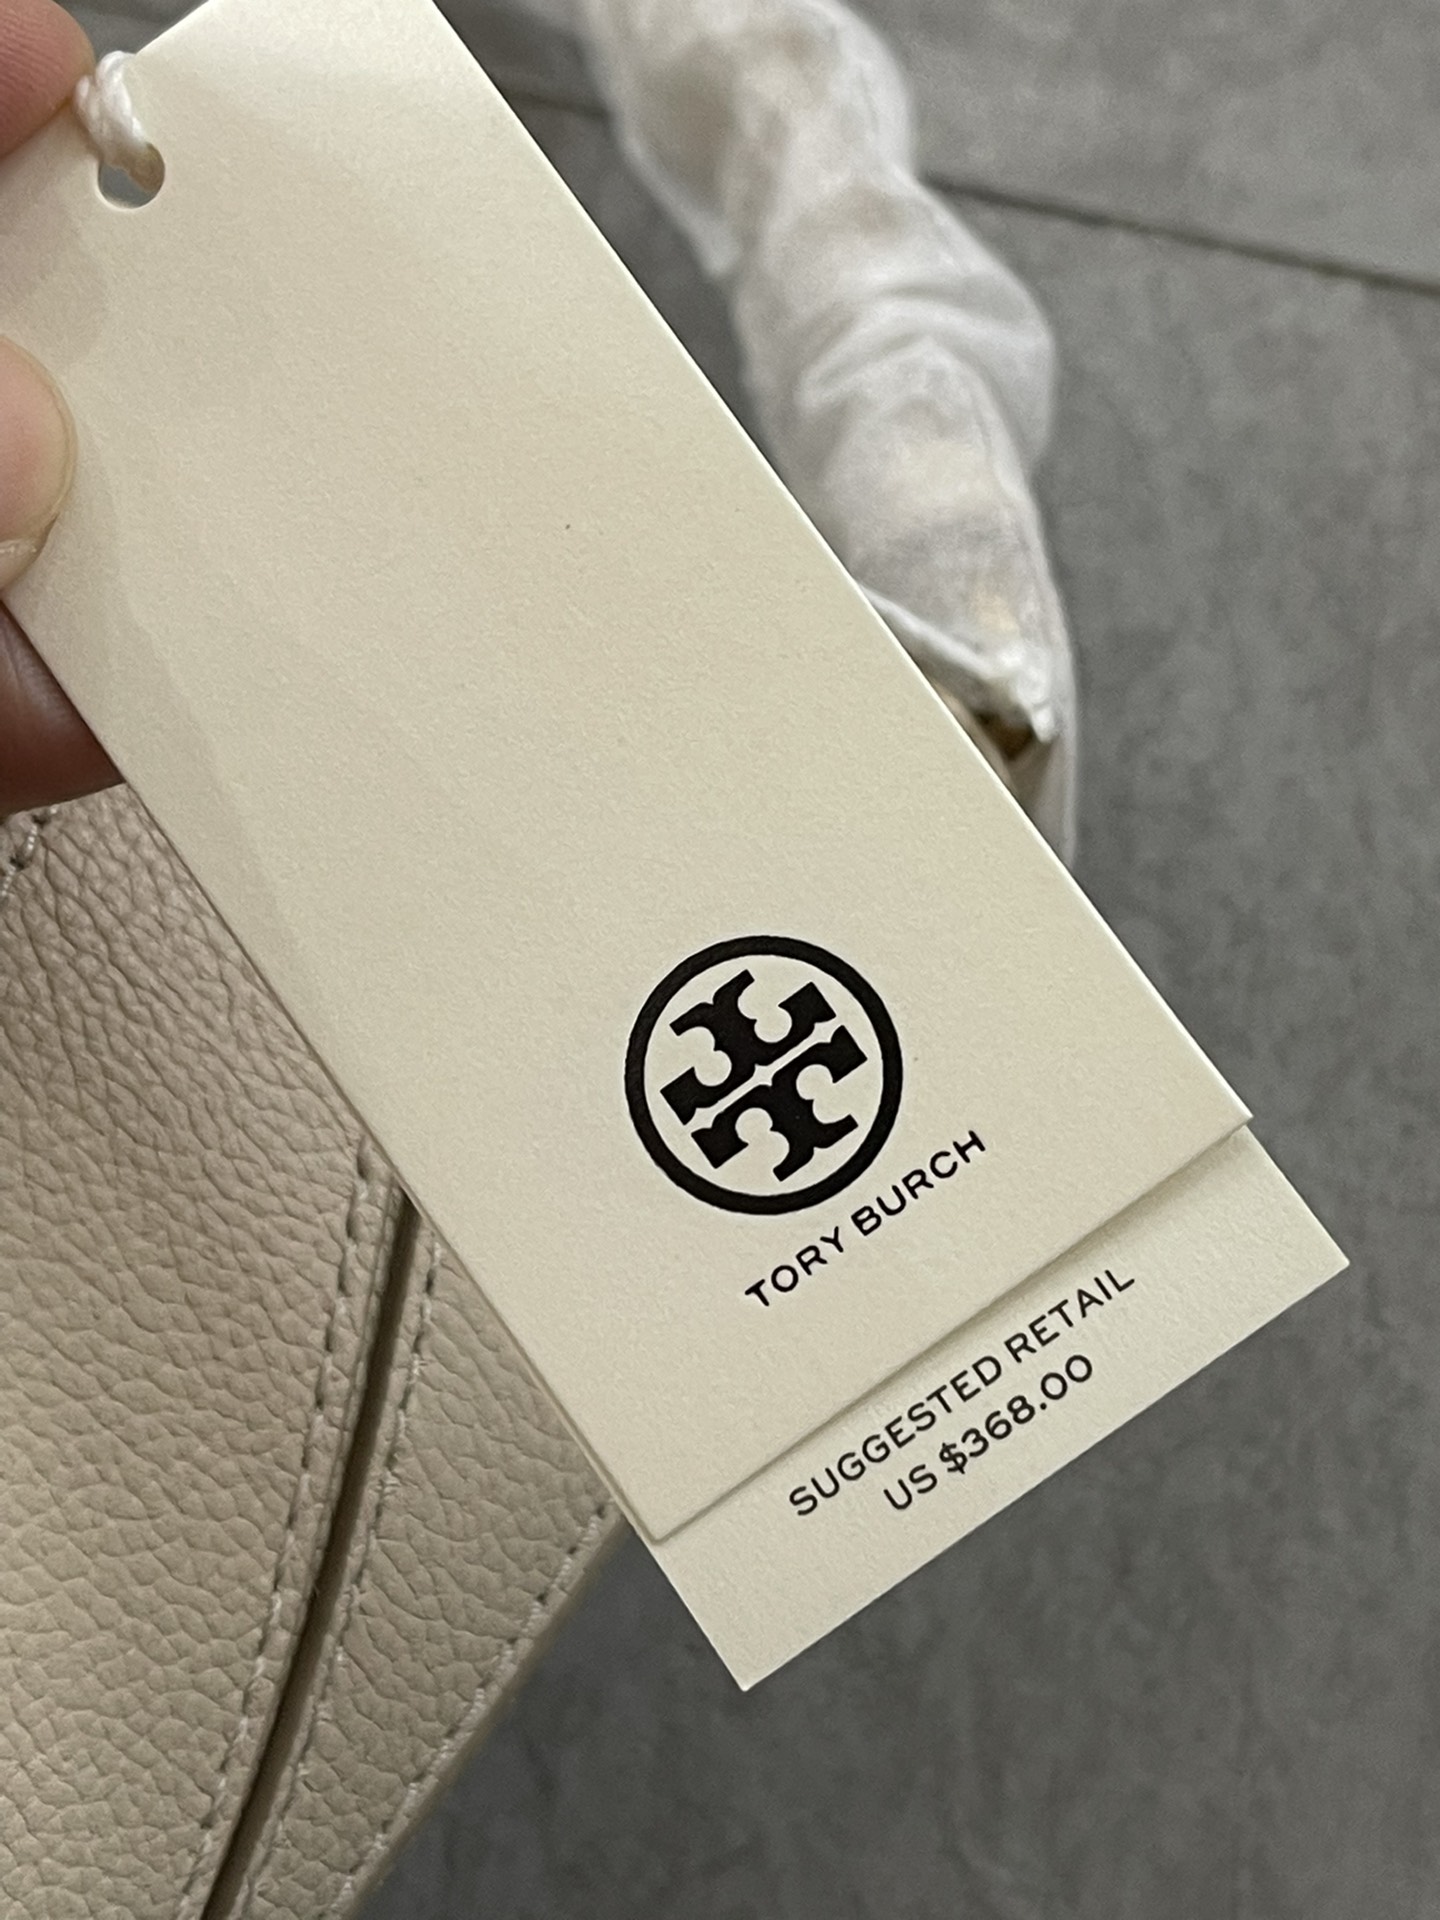 TORY BURCH
SUGGESTED RETAIL
US $368.00